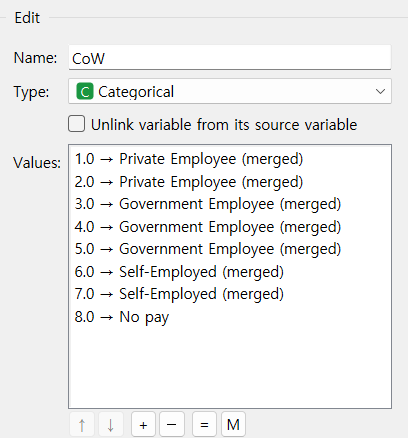 Edit
Name: CoW
Type: C Categorical
Unlink variable from its source variable
Values:
1.0 → Private Employee (merged)
2.0 → Private Employee (merged)
3.0 → Government Employee (merged)
4.0 → Government Employee (merged)
5.0 → Government Employee (merged)
6.0 → Self-Employed (merged)
7.0 → Self-Employed (merged)
8.0 → No pay
↑ ↓ + − = M